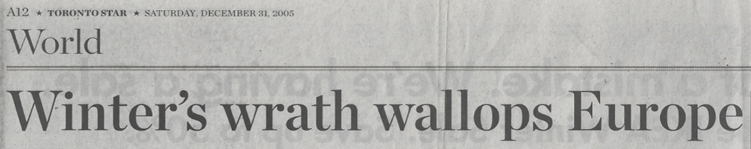 A12 ★ TORONTO STAR ★ SATURDAY, DECEMBER 31, 2005
World
Winter's wrath wallops Europe